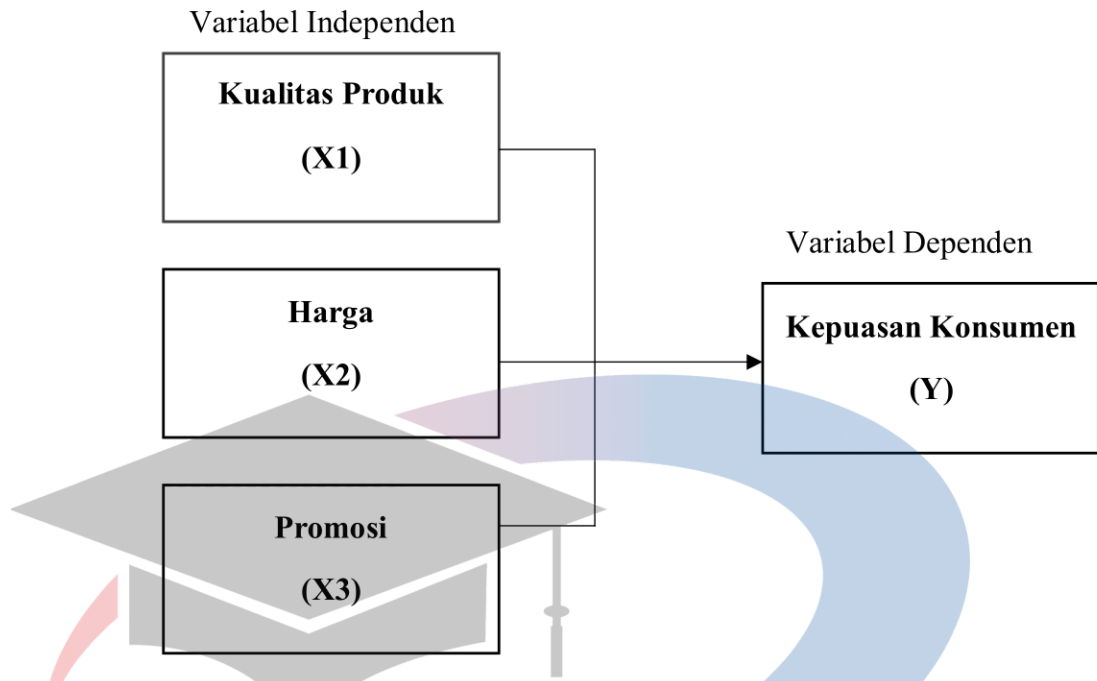 Variabel Independen
Kualitas Produk
(X1)
Harga
(X2)
Promosi
(X3)
Variabel Dependen
Kepuasan Konsumen
(Y)